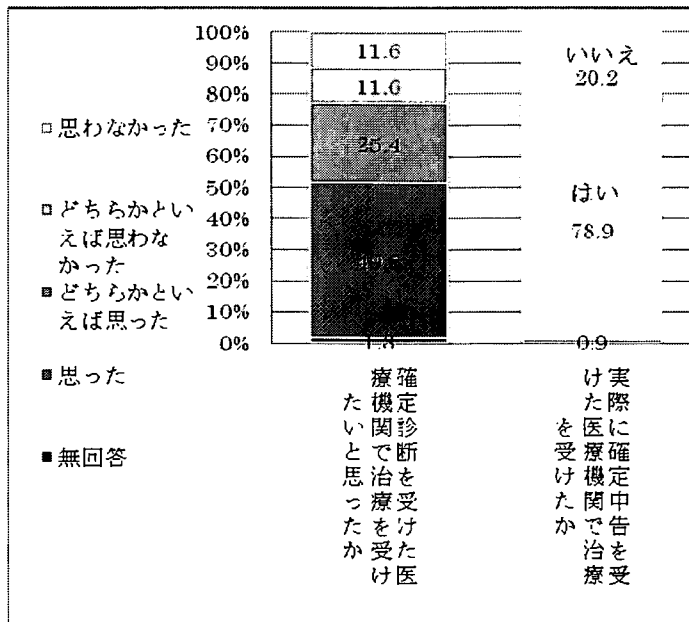 100%
90%
80%
70%
60%
50%
40%
30%
20%
10%
0%
11.6
11.6
25.4
1.8
いいえ
20.2
はい
78.9
0.9
□思わなかった
□どちらかとい
えば思わな
かった
■どちらかとい
えば思った
■思った
■無回答
確定診断を受けた医
療機関で治療を受け
たいと思ったか
実際に確定申告を受
けた医療機関で治療
を受けたか